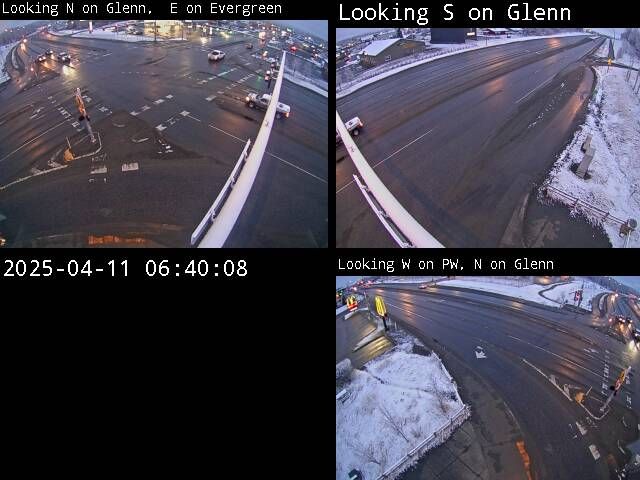 Looking N on Glenn,  E on Evergreen
Looking S on Glenn
2025-04-11 06:40:08
Looking W on PW, N on Glenn